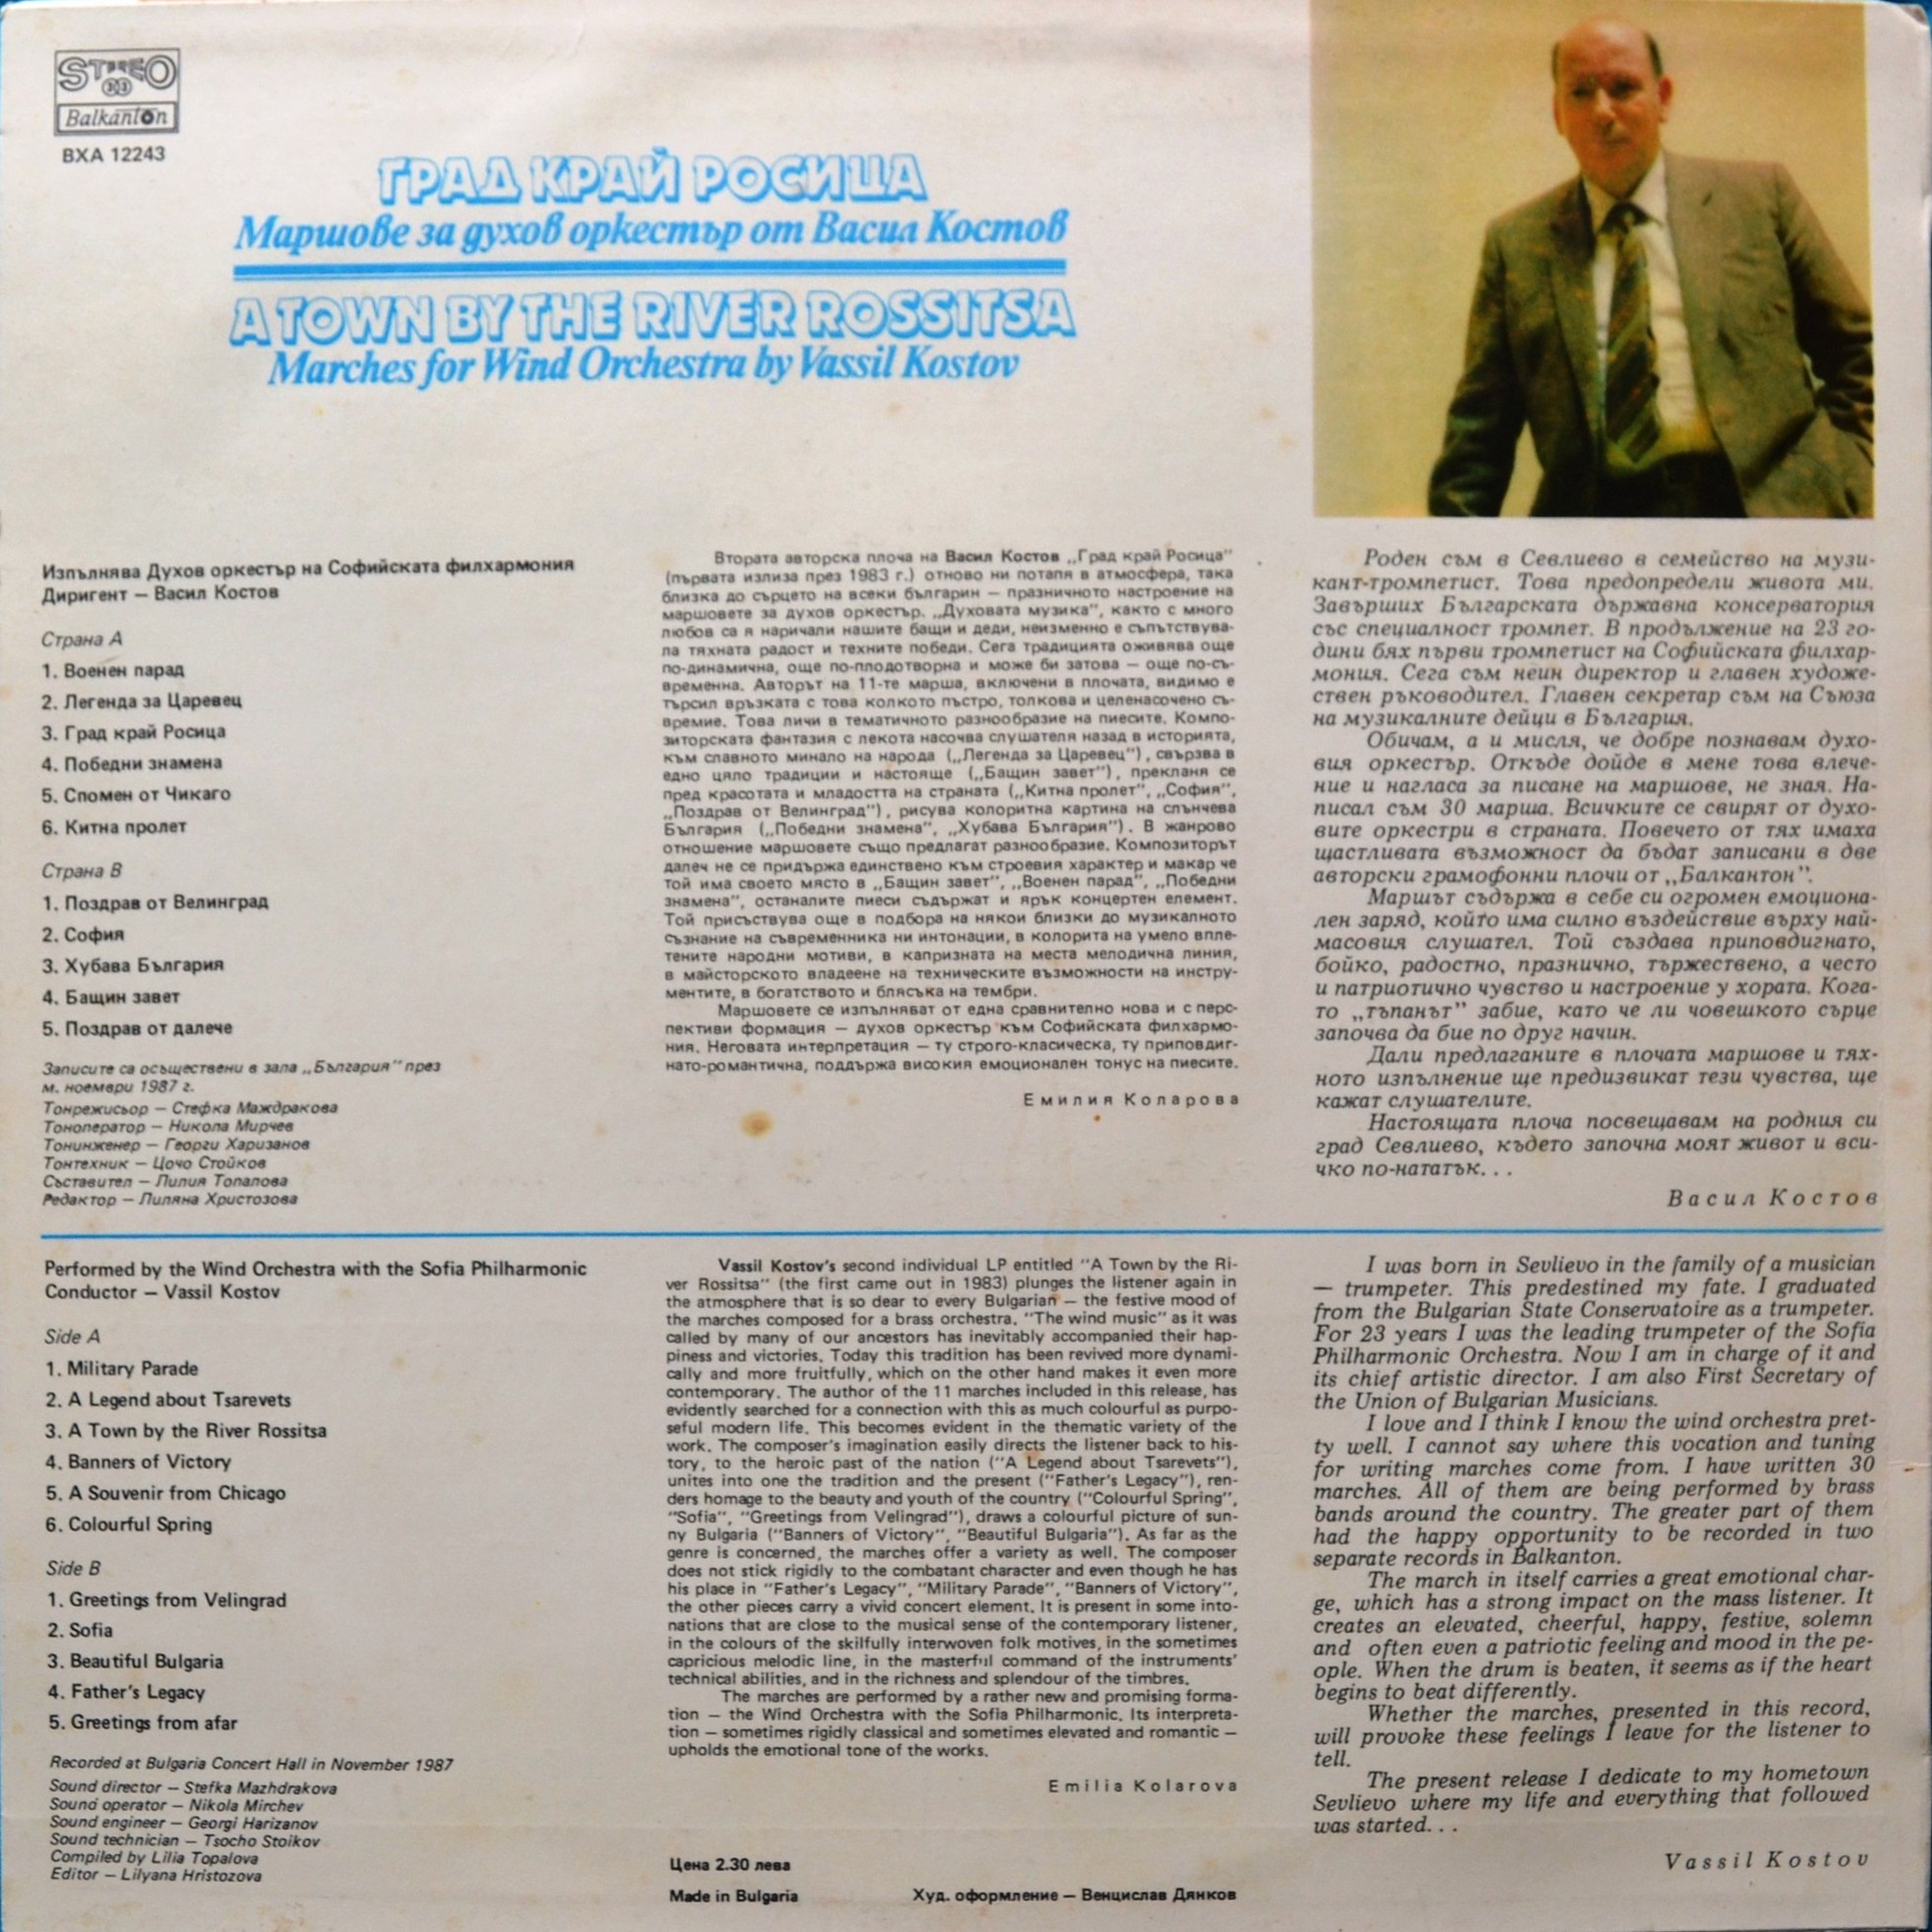 STEREO
33
Balkanton
BXA 12243
ГРАД КРАЙ РОСИЦА
Маршове за духов оркестър от Васил Костов
A TOWN BY THE RIVER ROSSITSA
Marches for Wind Orchestra by Vassil Kostov
Изпълнява Духов оркестър на Софийската филхармония
Диригент — Васил Костов
Страна А
1. Военен парад
2. Легенда за Царевец
3. Град край Росица
4. Победни знамена
5. Спомен от Чикаго
6. Китна пролет
Страна В
1. Поздрав от Велинград
2. София
3. Хубава България
4. Бащин завет
5. Поздрав от далече
Записите са осъществени в зала „България” през
м. ноември 1987 г.
Тонрежисьор — Стефка Маждракова
Тоноператор — Никола Мирчев
Тонинженер — Георги Харизанов
Тонтехник — Цочо Стойков
Съставител — Лилия Топалова
Редактор — Лиляна Христозова
Втората авторска плоча на Васил Костов „Град край Росица”
(първата излиза през 1983 г.) отново ни потапя в атмосфера, така
близка до сърцето на всеки българин — празничното настроение на
маршовете за духов оркестър. „Духовата музика”, както с много
любов са я наричали нашите бащи и деди, неизменно е съпътствува-
ла тяхната радост и техните победи. Сега традицията оживява още
по-динамична, още по-плодотворна и може би затова — още по-съ-
временна. Авторът на 11-те марша, включени в плочата, видимо е
търсил връзката с това колкото пъстро, толкова и целенасочено съ-
времие. Това личи в тематичното разнообразие на пиесите. Компо-
зиторската фантазия с лекота насочва слушателя назад в историята,
към славното минало на народа („Легенда за Царевец”), свързва в
едно цяло традиции и настояще („Бащин завет”), прекланя се
пред красотата и младостта на страната („Китна пролет”, „София”,
„Поздрав от Велинград”), рисува колоритна картина на слънчева
България („Победни знамена”, „Хубава България”). В жанрово
отношение маршовете също предлагат разнообразие. Композиторът
далеч не се придържа единствено към строевия характер и макар че
той има своето място в „Бащин завет”, „Военен парад”, „Победни
знамена”, останалите пиеси съдържат и ярък концертен елемент.
Той присъствува още в подбора на някои близки до музикалното
съзнание на съвременника ни интонации, в колорита на умело впле-
тените народни мотиви, в капризната на места мелодична линия,
в майсторското владеене на техническите възможности на инстру-
ментите, в богатството и блясъка на тембри.
Маршовете се изпълняват от една сравнително нова и с перс-
пективи формация — духов оркестър към Софийската филхармо-
ния. Неговата интерпретация — ту строго-класическа, ту приповдиг-
нато-романтична, поддържа високия емоционален тонус на пиесите.
Емилия Коларова
Роден съм в Севлиево в семейство на музи-
кант-тромпетист. Това предопредели живота ми.
Завърших Българската държавна консерватория
със специалност тромпет. В продължение на 23 го-
дини бях първи тромпетист на Софийската филхар-
мония. Сега съм неин директор и главен художе-
ствен ръководител. Главен секретар съм на Съюза
на музикалните дейци в България.
Обичам, а и мисля, че добре познавам духо-
вия оркестър. Откъде дойде в мене това влече-
ние и нагласа за писане на маршове, не зная. На-
писал съм 30 марша. Всичките се свирят от духо-
вите оркестри в страната. Повечето от тях имаха
щастливата възможност да бъдат записани в две
авторски грамофонни плочи от „Балкантон”.
Маршът съдържа в себе си огромен емоциона-
лен заряд, който има силно въздействие върху най-
масовия слушател. Той създава приповдигнато,
бойко, радостно, празнично, тържествено, а често
и патриотично чувство и настроение у хората. Кога-
то „тъпанът” забие, като че ли човешкото сърце
започва да бие по друг начин.
Дали предлаганите в плочата маршове и тях-
ното изпълнение ще предизвикат тези чувства, ще
кажат слушателите.
Настоящата плоча посвещавам на родния си
град Севлиево, където започна моят живот и вси-
чко по-нататък. . .
Васил Костов
Performed by the Wind Orchestra with the Sofia Philharmonic
Conductor — Vassil Kostov
Side A
1. Military Parade
2. A Legend about Tsarevets
3. A Town by the River Rossitsa
4. Banners of Victory
5. A Souvenir from Chicago
6. Colourful Spring
Side B
1. Greetings from Velingrad
2. Sofia
3. Beautiful Bulgaria
4. Father's Legacy
5. Greetings from afar
Recorded at Bulgaria Concert Hall in November 1987
Sound director — Stefka Mazhdrakova
Sound operator — Nikola Mirchev
Sound engineer — Georgi Harizanov
Sound technician — Tsocho Stoikov
Compiled by Lilia Topalova
Editor — Lilyana Hristozova
Vassil Kostov's second individual LP entitled "A Town by the Ri-
ver Rossitsa" (the first came out in 1983) plunges the listener again in
the atmosphere that is so dear to every Bulgarian — the festive mood of
the marches composed for a brass orchestra. "The wind music" as it was
called by many of our ancestors has inevitably accompanied their hap-
piness and victories. Today this tradition has been revived more dynami-
cally and more fruitfully, which on the other hand makes it even more
contemporary. The author of the 11 marches included in this release, has
evidently searched for a connection with this as much colourful as purpo-
seful modern life. This becomes evident in the thematic variety of the
work. The composer's imagination easily directs the listener back to his-
tory, to the heroic past of the nation ("A Legend about Tsarevets"),
unites into one the tradition and the present ("Father's Legacy"), ren-
ders homage to the beauty and youth of the country ("Colourful Spring",
"Sofia", "Greetings from Velingrad"), draws a colourful picture of sun-
ny Bulgaria ("Banners of Victory", "Beautiful Bulgaria"). As far as the
genre is concerned, the marches offer a variety as well. The composer
does not stick rigidly to the combatant character and even though he has
his place in "Father's Legacy", "Military Parade", "Banners of Victory",
the other pieces carry a vivid concert element. It is present in some into-
nations that are close to the musical sense of the contemporary listener,
in the colours of the skilfully interwoven folk motives, in the sometimes
capricious melodic line, in the masterful command of the instruments'
technical abilities, and in the richness and splendour of the timbres.
The marches are performed by a rather new and promising forma-
tion — the Wind Orchestra with the Sofia Philharmonic. Its interpreta-
tion — sometimes rigidly classical and sometimes elevated and romantic —
upholds the emotional tone of the works.
Emilia Kolarova
Цена 2.30 лева
Made in Bulgaria
Худ. оформление — Венцислав Дянков
I was born in Sevlievo in the family of a musician
— trumpeter. This predestined my fate. I graduated
from the Bulgarian State Conservatoire as a trumpeter.
For 23 years I was the leading trumpeter of the Sofia
Philharmonic Orchestra. Now I am in charge of it and
its chief artistic director. I am also First Secretary of
the Union of Bulgarian Musicians.
I love and I think I know the wind orchestra pret-
ty well. I cannot say where this vocation and tuning
for writing marches come from. I have written 30
marches. All of them are being performed by brass
bands around the country. The greater part of them
had the happy opportunity to be recorded in two
separate records in Balkanton.
The march in itself carries a great emotional char-
ge, which has a strong impact on the mass listener. It
creates an elevated, cheerful, happy, festive, solemn
and often even a patriotic feeling and mood in the pe-
ople. When the drum is beaten, it seems as if the heart
begins to beat differently.
Whether the marches, presented in this record,
will provoke these feelings I leave for the listener to
tell.
The present release I dedicate to my hometown
Sevlievo where my life and everything that followed
was started. . .
Vassil Kostov